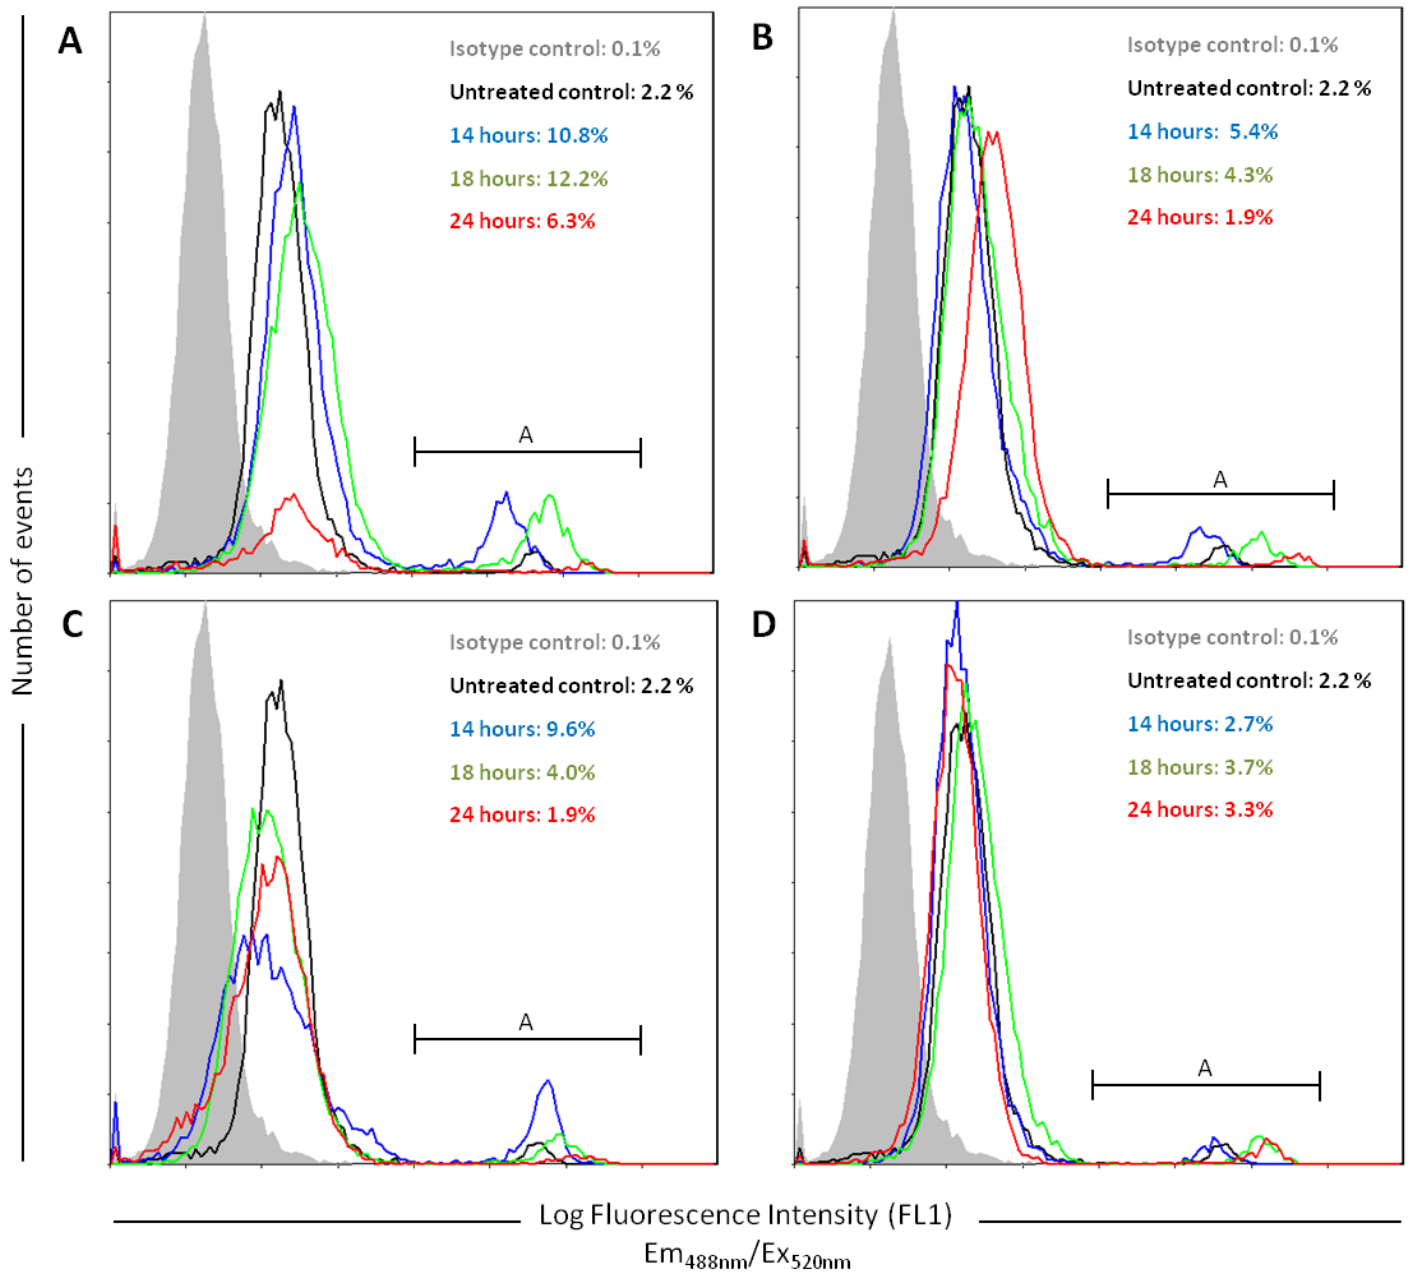 A
Isotype control: 0.1%
Untreated control: 2.2 %
14 hours: 10.8%
18 hours: 12.2%
24 hours: 6.3%
A
B
Isotype control: 0.1%
Untreated control: 2.2 %
14 hours: 5.4%
18 hours: 4.3%
24 hours: 1.9%
A
C
Isotype control: 0.1%
Untreated control: 2.2 %
14 hours: 9.6%
18 hours: 4.0%
24 hours: 1.9%
A
D
Isotype control: 0.1%
Untreated control: 2.2 %
14 hours: 2.7%
18 hours: 3.7%
24 hours: 3.3%
A
Number of events
Log Fluorescence Intensity (FL1)
Em488nm/Ex520nm